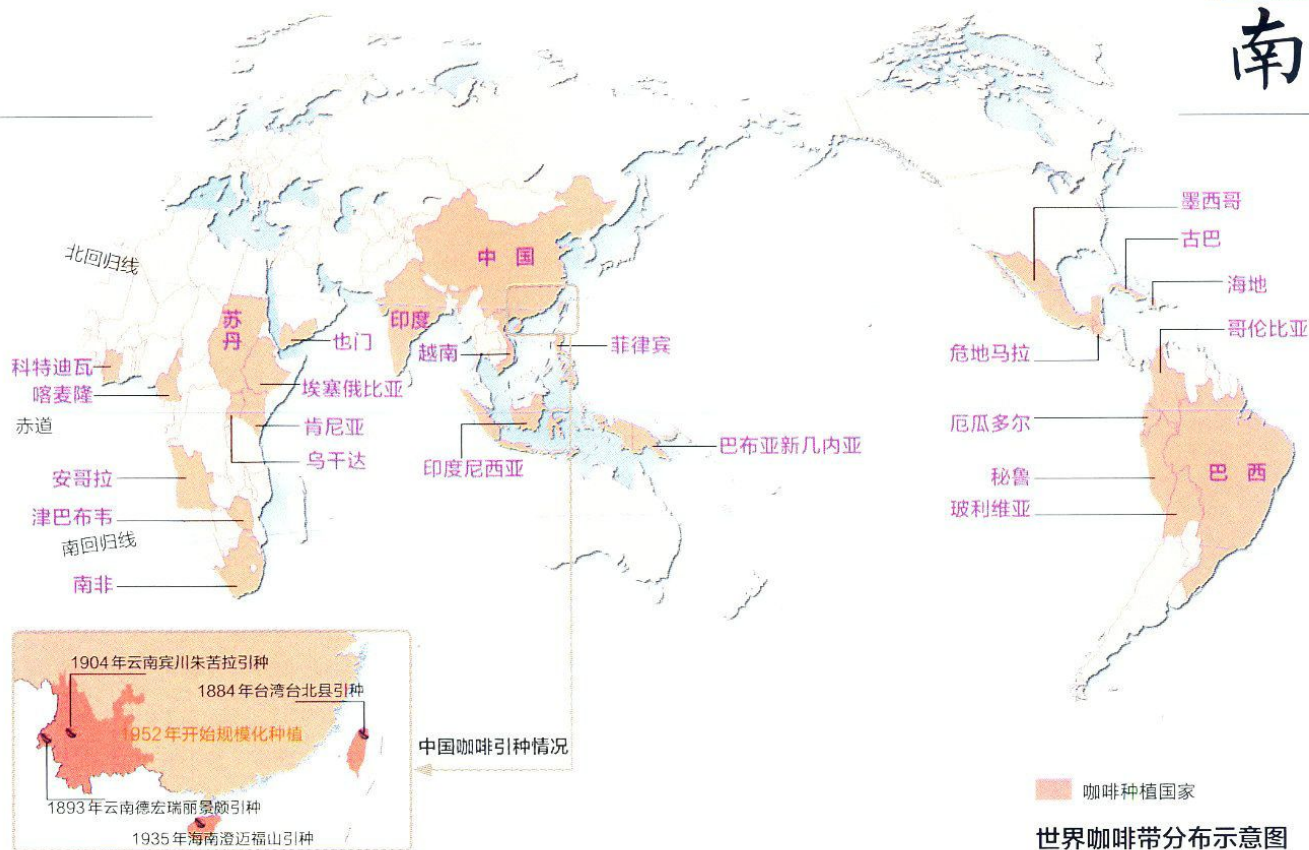 南
墨西哥
古巴
北回归线
中国
海地
苏丹
印度
哥伦比亚
也门
越南
菲律宾
危地马拉
科特迪瓦
喀麦隆
埃塞俄比亚
赤道
肯尼亚
厄瓜多尔
乌干达
印度尼西亚
巴布亚新几内亚
安哥拉
秘鲁
巴西
津巴布韦
玻利维亚
南回归线
南非
1904年云南宾川朱苦拉引种
1884年台湾台北县引种
1952年开始规模化种植
中国咖啡引种情况
1893年云南德宏瑞丽景颇引种
1935年海南澄迈福山引种
咖啡种植国家
世界咖啡带分布示意图